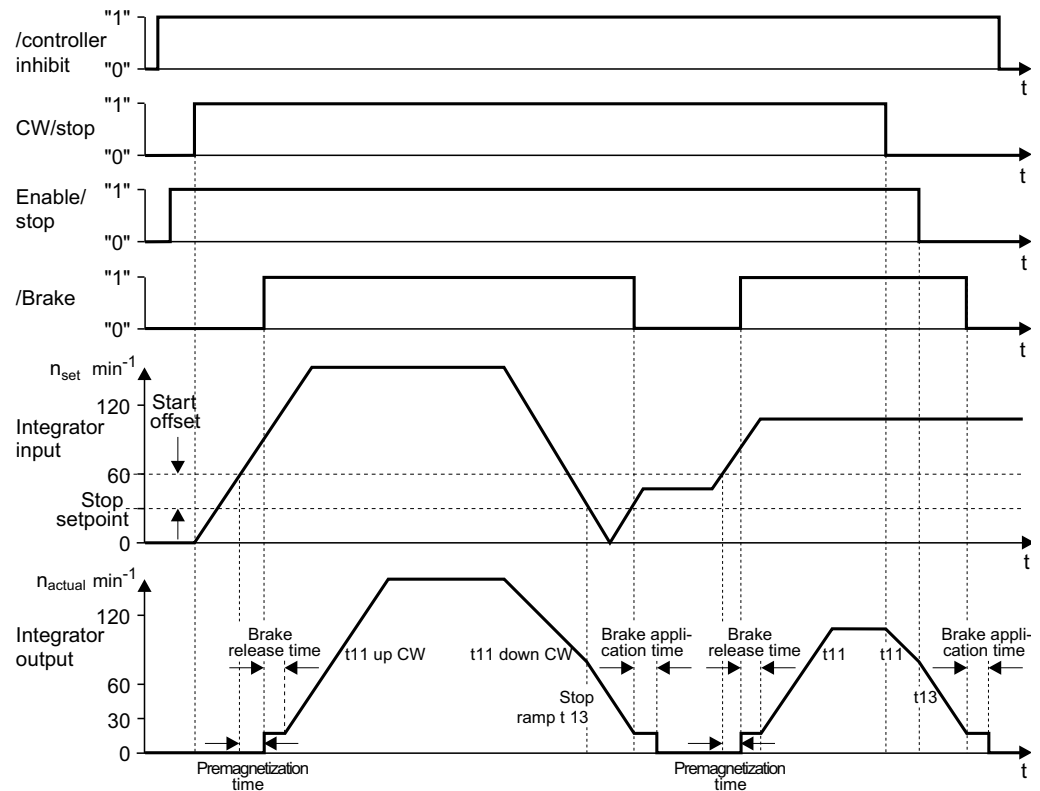 "1"
/controller
inhibit
"0"
t
"1"
CW/stop
"0"
t
"1"
Enable/
stop
"0"
t
"1"
/Brake
"0"
t
nset min-1
120
Start
offset
Integrator
input
60
Stop
setpoint
0
t
nactual min-1
120
Integrator
output
Brake
release time
t11 up CW
t11 down CW
Brake appli-
cation time
Brake
release time
t11
t11
Brake appli-
cation time
60
Stop
ramp t 13
t13
30
0
t
Premagnetization
time
Premagnetization
time